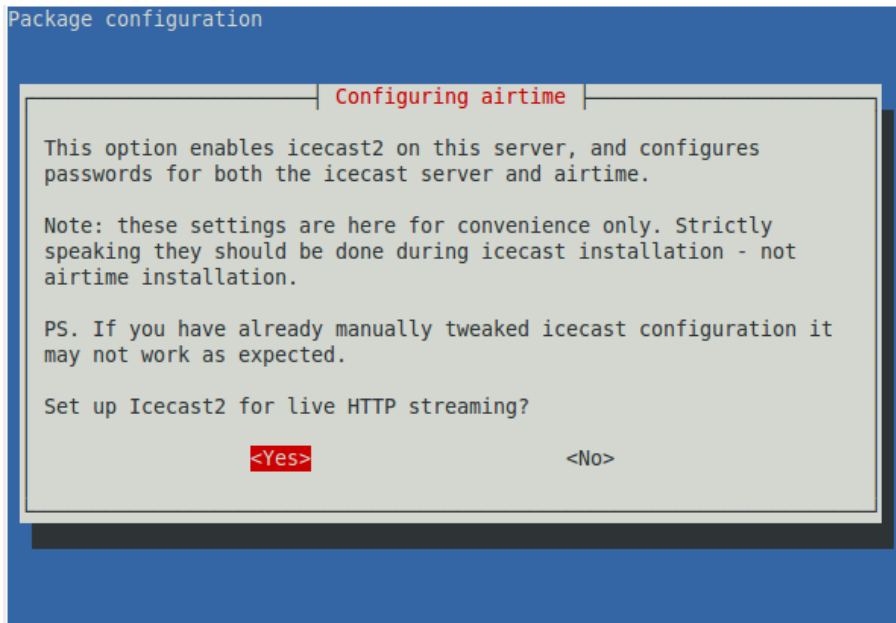 Package configuration
Configuring airtime
This option enables icecast2 on this server, and configures
passwords for both the icecast server and airtime.
Note: these settings are here for convenience only. Strictly
speaking they should be done during icecast installation - not
airtime installation.
PS. If you have already manually tweaked icecast configuration it
may not work as expected.
Set up Icecast2 for live HTTP streaming?
<Yes> <No>